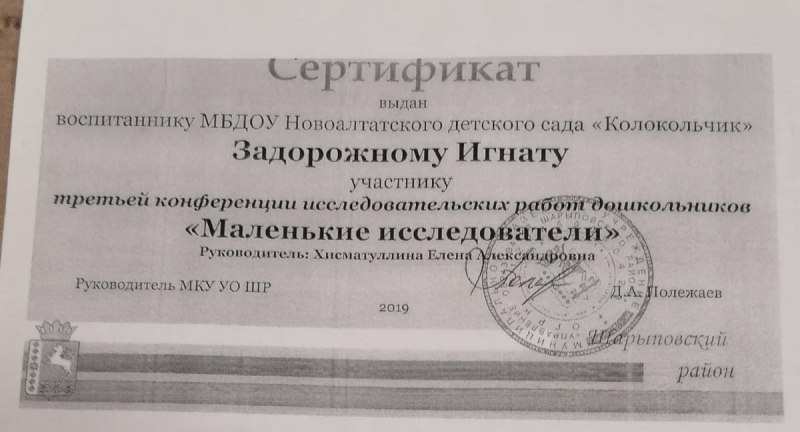 Сертификат
выдан
воспитаннику МБДОУ Новоалтатского детского сада «Колокольчик»
Задорожному Игнату
участнику
третьей конференции исследовательских работ дошкольников
«Маленькие исследователи»
Руководитель: Хисматуллина Елена Александровна
Руководитель МКУ УО ШР
Д.А. Полежаев
2019
Шарыповский
район